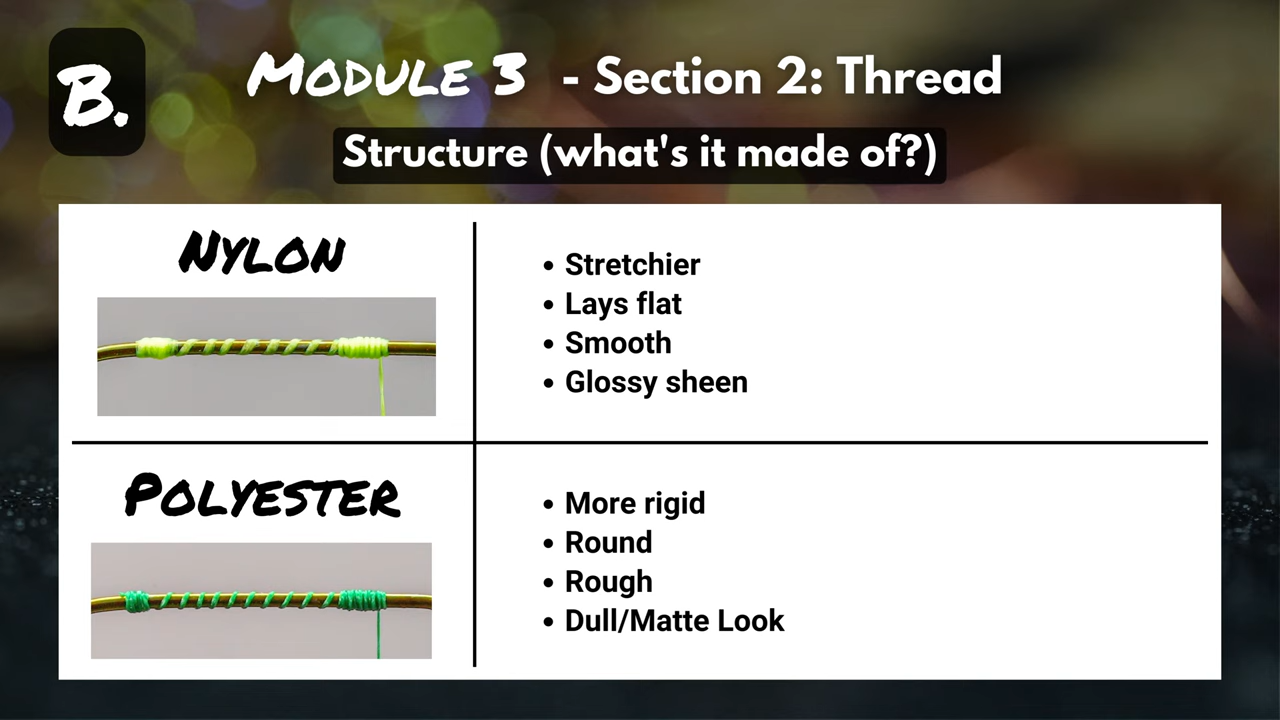 B.
Module 3 - Section 2: Thread
Structure (what's it made of?)
Nylon
• Stretchier
• Lays flat
• Smooth
• Glossy sheen
Polyester
• More rigid
• Round
• Rough
• Dull/Matte Look